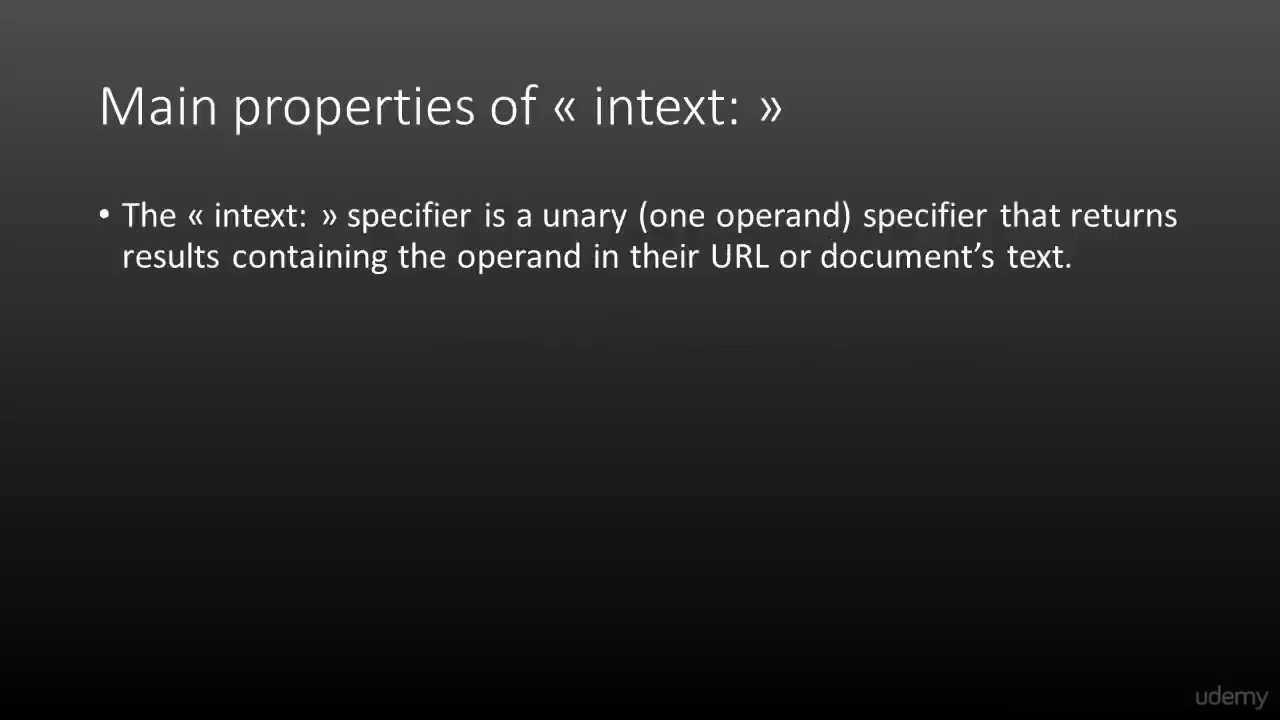 Main properties of « intext: »
• The « intext: » specifier is a unary (one operand) specifier that returns
results containing the operand in their URL or document’s text.
udemy